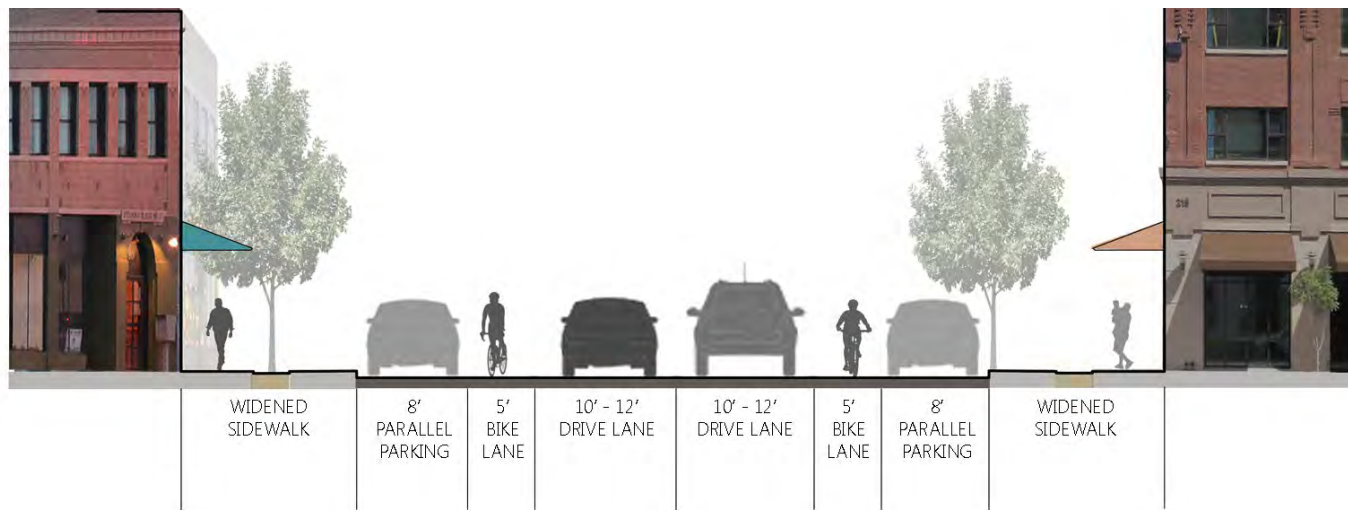 WIDENED
SIDEWALK
8'
PARALLEL
PARKING
5'
BIKE
LANE
10' - 12'
DRIVE LANE
10' - 12'
DRIVE LANE
5'
BIKE
LANE
8'
PARALLEL
PARKING
WIDENED
SIDEWALK